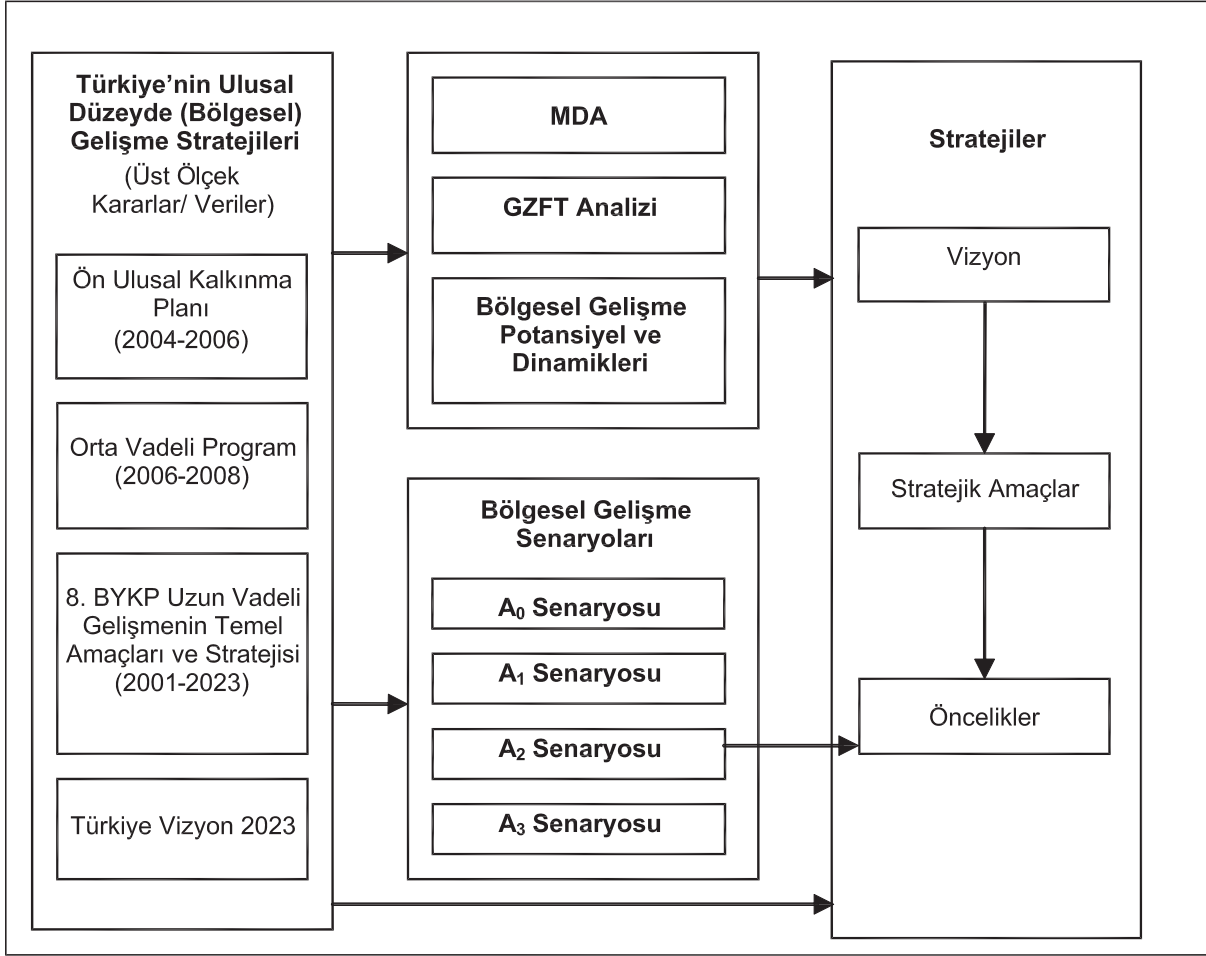 Türkiye’nin Ulusal
Düzeyde (Bölgesel)
Gelişme Stratejileri
(Üst Ölçek
Kararlar/ Veriler)
Ön Ulusal Kalkınma
Planı
(2004-2006)
Orta Vadeli Program
(2006-2008)
8. BYKP Uzun Vadeli
Gelişmenin Temel
Amaçları ve Stratejisi
(2001-2023)
Türkiye Vizyon 2023
MDA
GZFT Analizi
Bölgesel Gelişme
Potansiyel ve
Dinamikleri
Bölgesel Gelişme
Senaryoları
A₀ Senaryosu
A₁ Senaryosu
A₂ Senaryosu
A₃ Senaryosu
Stratejiler
Vizyon
Stratejik Amaçlar
Öncelikler